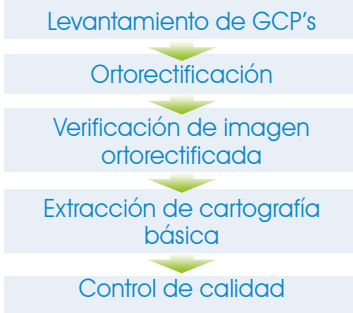 Levantamiento de GCP's
Ortorectificación
Verificación de imagen
ortorectificada
Extracción de cartografía
básica
Control de calidad